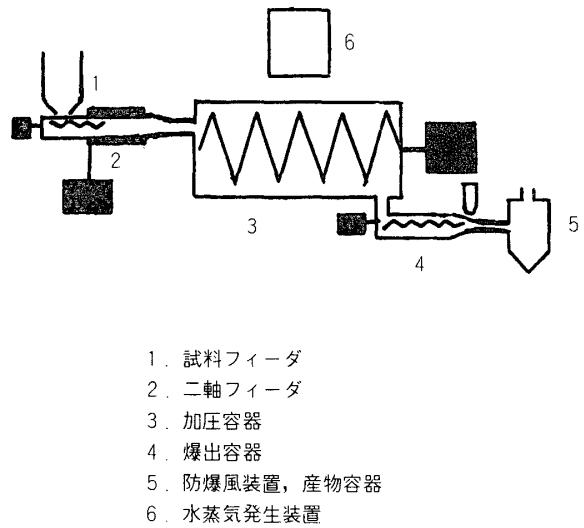 6
1
2
3
4
5
1. 試料フィーダ
2. 二軸フィーダ
3. 加圧容器
4. 爆出容器
5. 防爆風装置，産物容器
6. 水蒸気発生装置